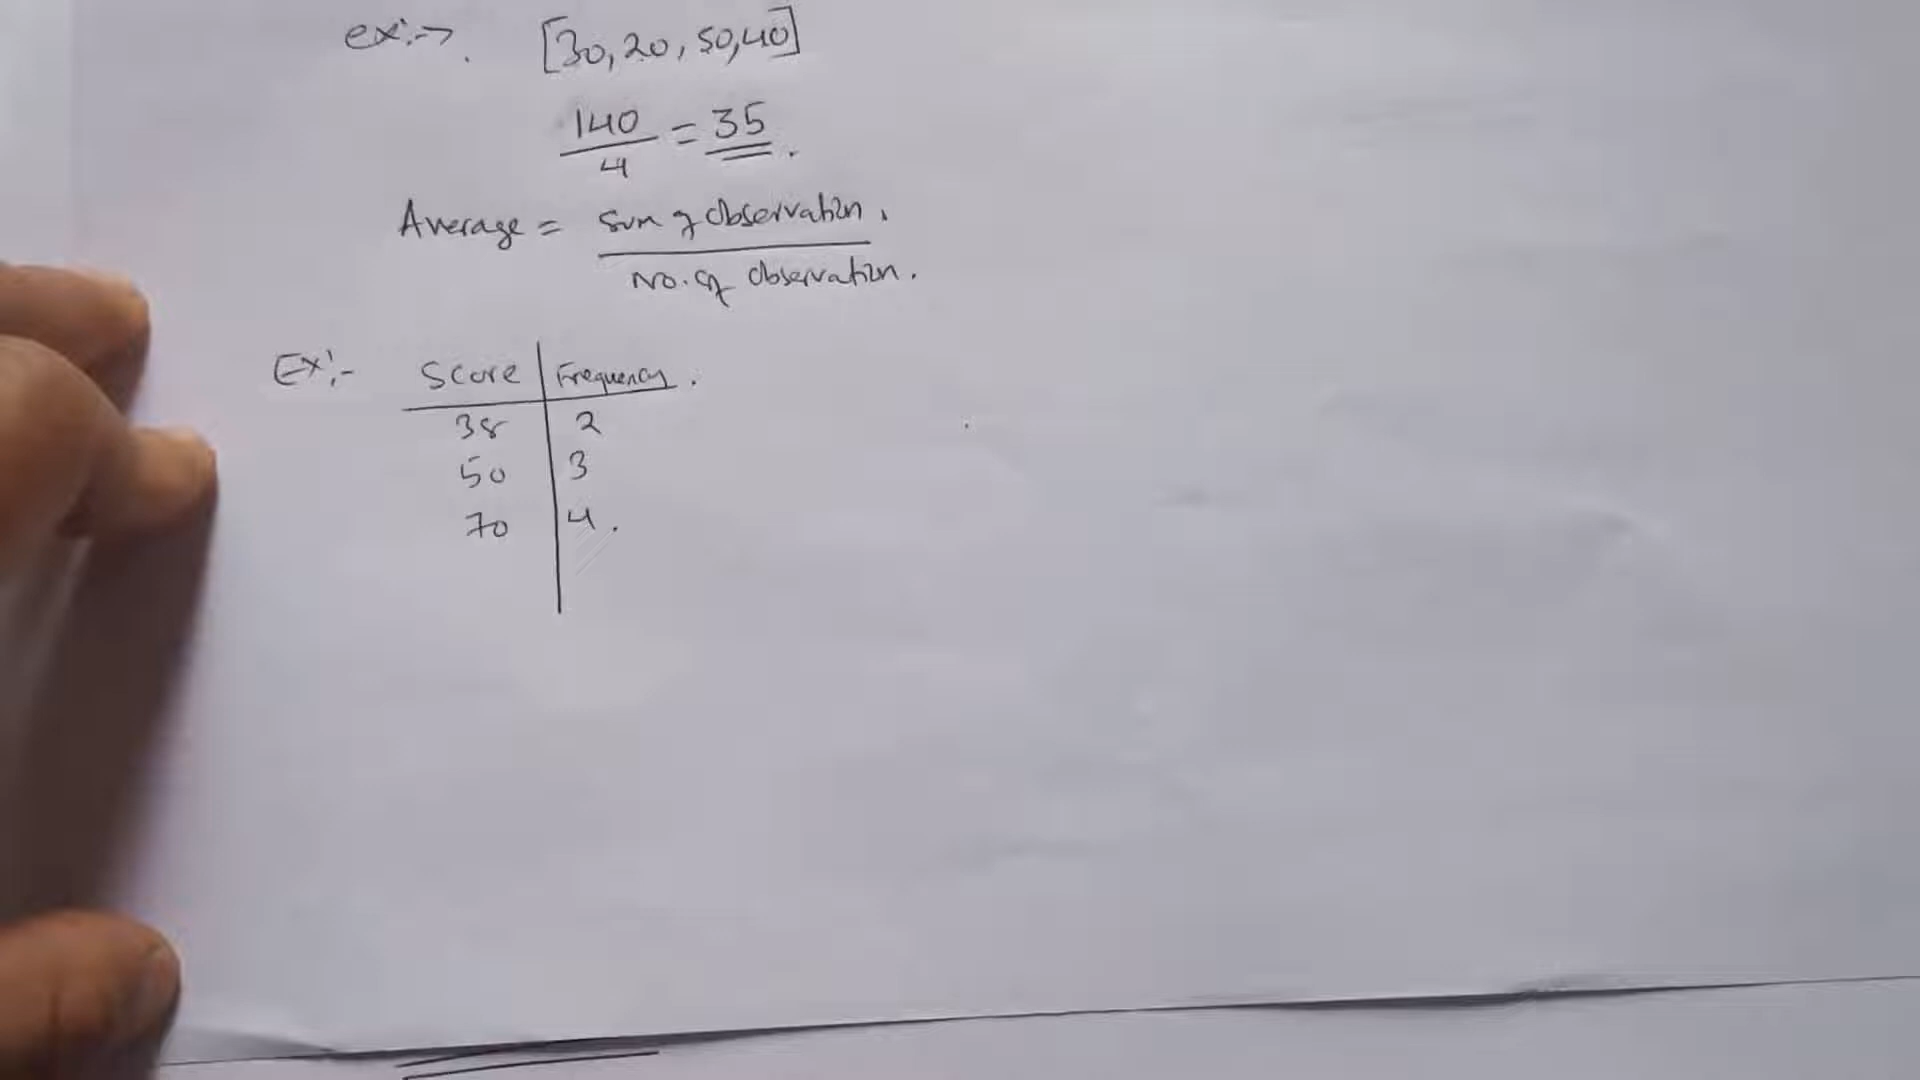 ex:→. [30, 20, 50, 40]
140/4 = 35.
Average = sum of observation.
No. of observation.
Ex:- Score | Frequency.
38 | 2
50 | 3
70 | 4.